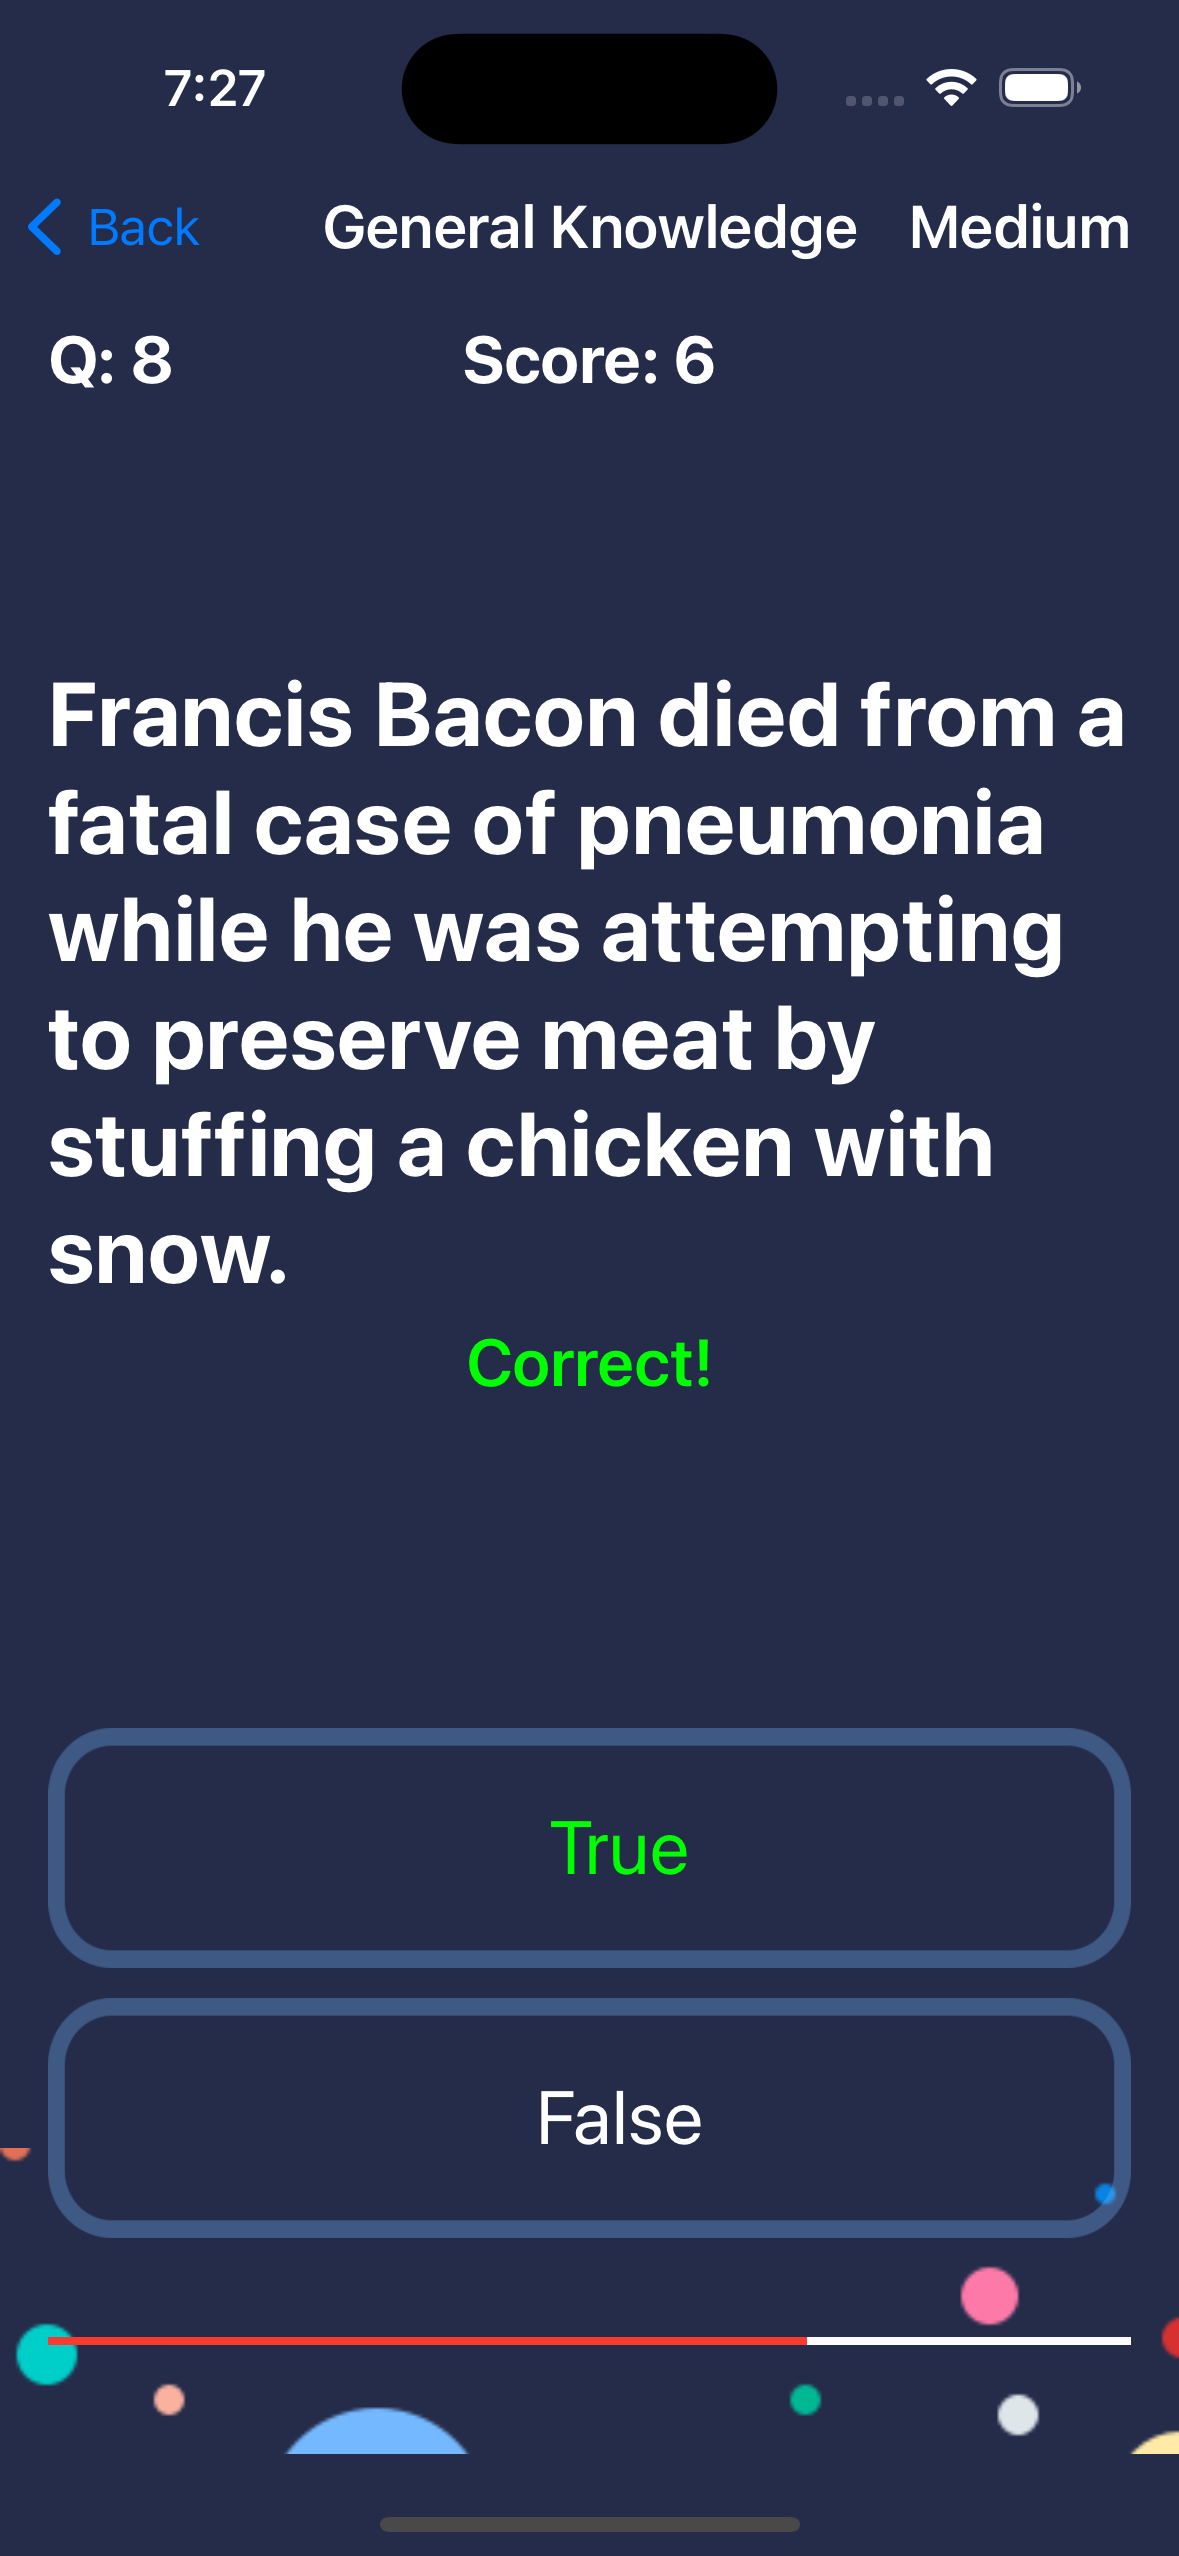 7:27
Back
General Knowledge
Medium
Q: 8
Score: 6
Francis Bacon died from a
fatal case of pneumonia
while he was attempting
to preserve meat by
stuffing a chicken with
snow.
Correct!
True
False